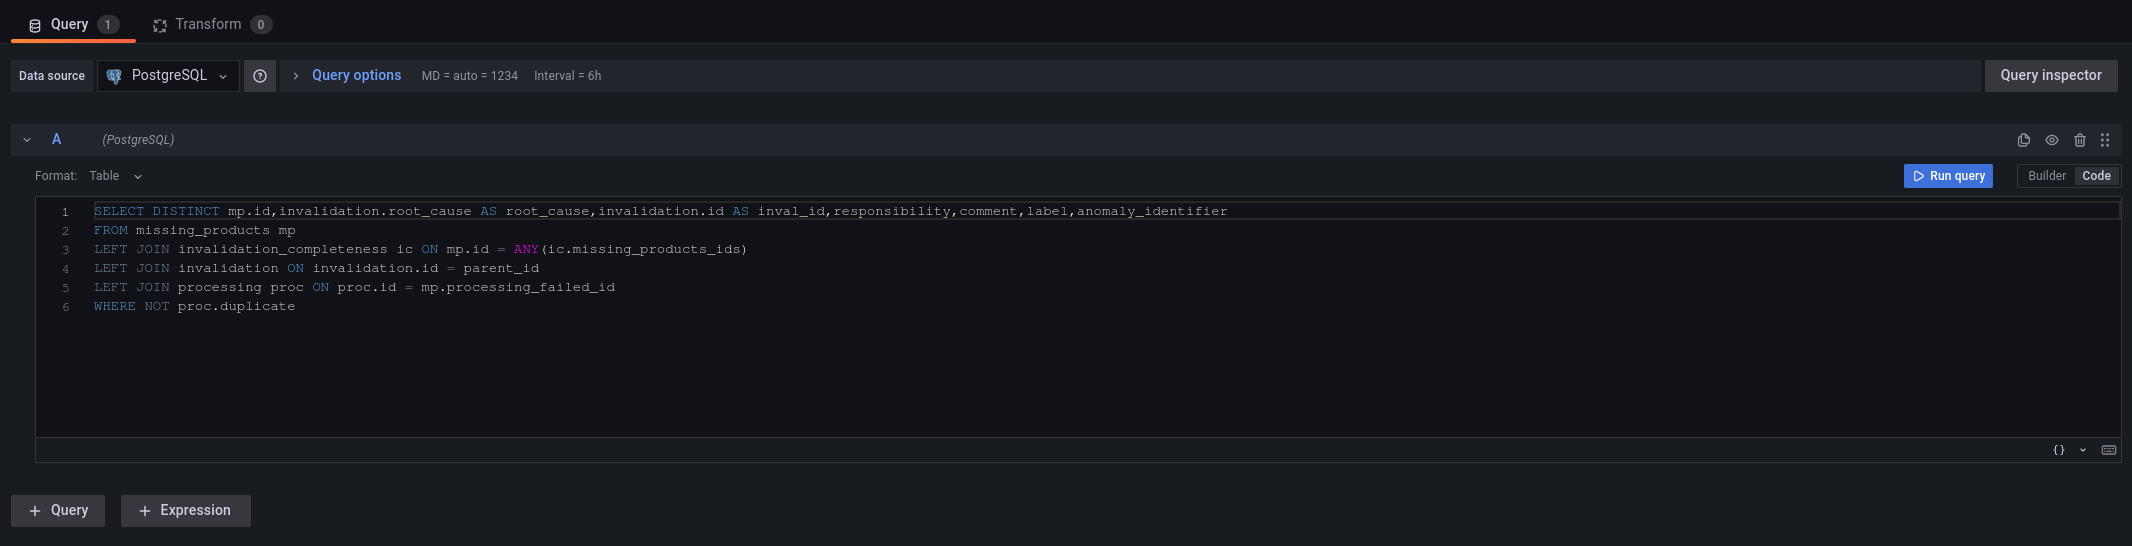 Query 1 Transform 0
Data source PostgreSQL Query options MD = auto = 1234 Interval = 6h Query inspector
A (PostgreSQL)
Format: Table Run query Builder Code
1 SELECT DISTINCT mp.id,invalidation.root_cause AS root_cause,invalidation.id AS inval_id,responsibility,comment,label,anomaly_identifier
2 FROM missing_products mp
3 LEFT JOIN invalidation_completeness ic ON mp.id = ANY(ic.missing_products_ids)
4 LEFT JOIN invalidation ON invalidation.id = parent_id
5 LEFT JOIN processing proc ON proc.id = mp.processing_failed_id
6 WHERE NOT proc.duplicate
{}
+ Query + Expression